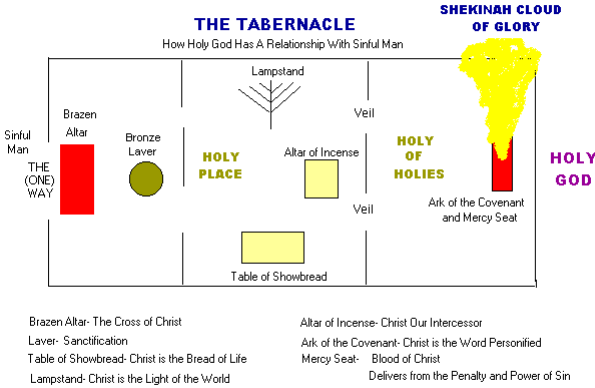 THE TABERNACLE
How Holy God Has A Relationship With Sinful Man
SHEKINAH CLOUD
OF GLORY
Lampstand
Brazen
Altar
Veil
Sinful
Man
Bronze
Laver
THE
(ONE)
WAY
HOLY
PLACE
Altar of Incense
HOLY
OF
HOLIES
HOLY
GOD
Veil
Ark of the Covenant
and Mercy Seat
Table of Showbread
Brazen Altar- The Cross of Christ
Laver- Sanctification
Table of Showbread- Christ is the Bread of Life
Lampstand- Christ is the Light of the World
Altar of Incense- Christ Our Intercessor
Ark of the Covenant- Christ is the Word Personified
Mercy Seat- Blood of Christ
Delivers from the Penalty and Power of Sin